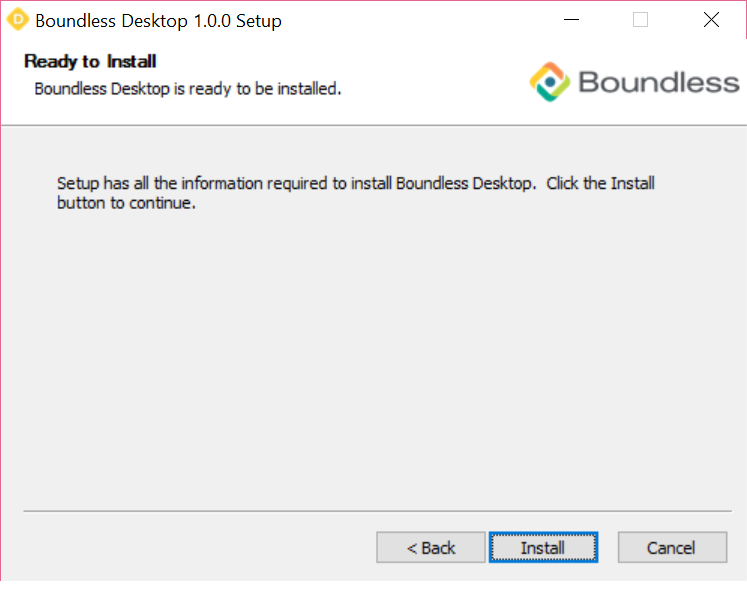 D
Boundless Desktop 1.0.0 Setup
Ready to Install
Boundless Desktop is ready to be installed.
Boundless
Setup has all the information required to install Boundless Desktop.  Click the Install
button to continue.
< Back
Install
Cancel